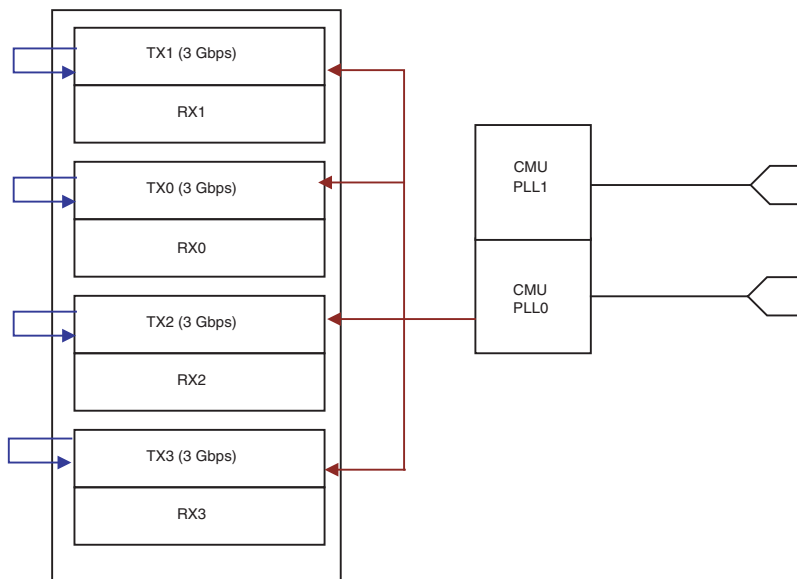 TX1 (3 Gbps)
RX1
TX0 (3 Gbps)
RX0
TX2 (3 Gbps)
RX2
TX3 (3 Gbps)
RX3
CMU
PLL1
CMU
PLL0